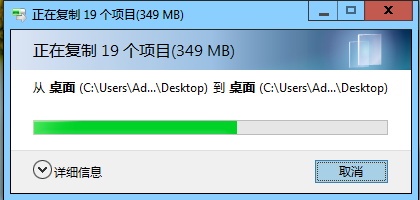 正在复制 19 个项目(349 MB)
正在复制 19 个项目(349 MB)
从 桌面 (C:\Users\Ad...\Desktop) 到 桌面 (C:\Users\Ad...\Desktop)
详细信息
取消